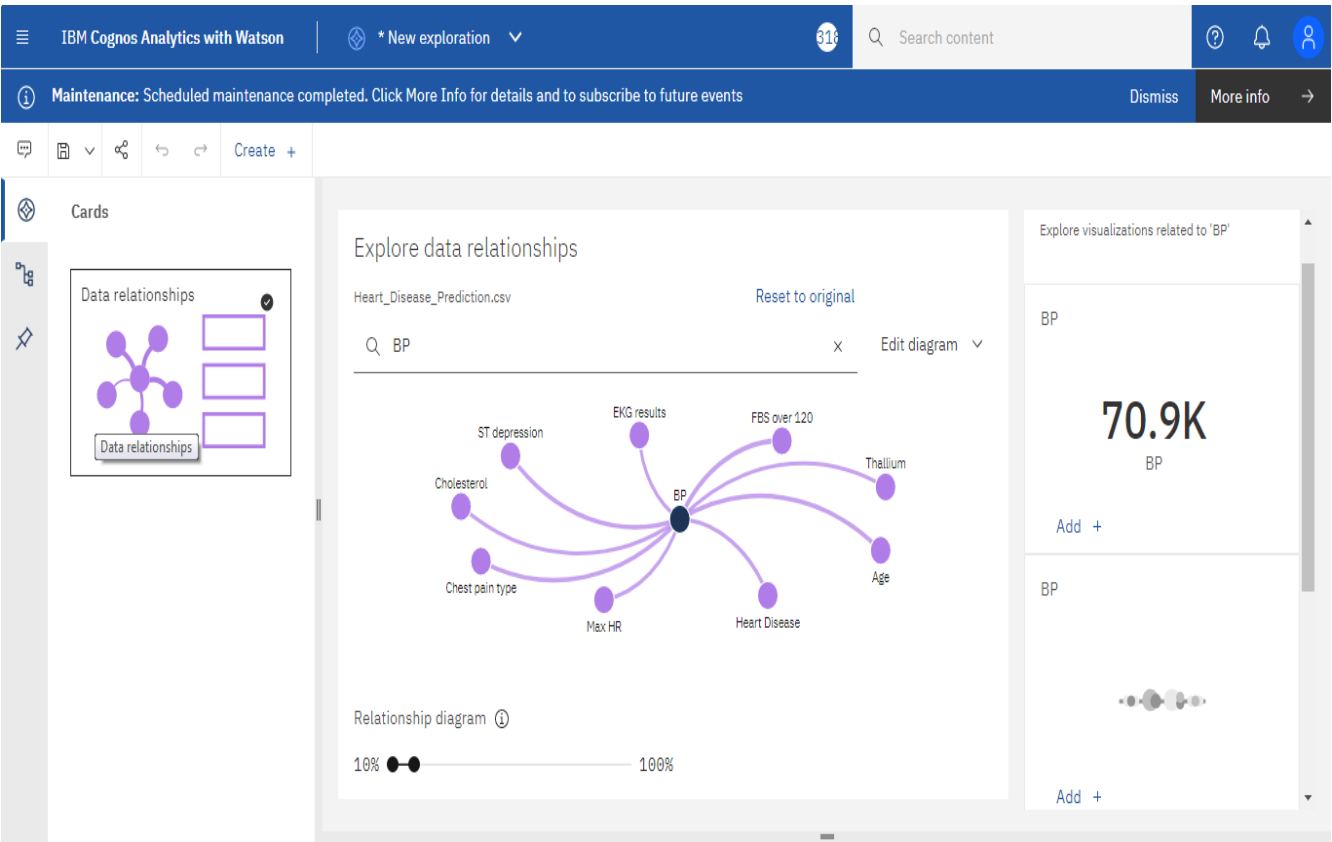 IBM Cognos Analytics with Watson
* New exploration
318
Search content
Maintenance: Scheduled maintenance completed. Click More Info for details and to subscribe to future events
Dismiss
More info
Create +
Cards
Data relationships
Data relationships
Explore data relationships
Heart_Disease_Prediction.csv
Reset to original
BP
Edit diagram
EKG results
FBS over 120
ST depression
Thallium
Cholesterol
BP
Chest pain type
Age
Max HR
Heart Disease
Relationship diagram
10%
100%
Explore visualizations related to 'BP'
BP
70.9K
BP
Add +
BP
Add +